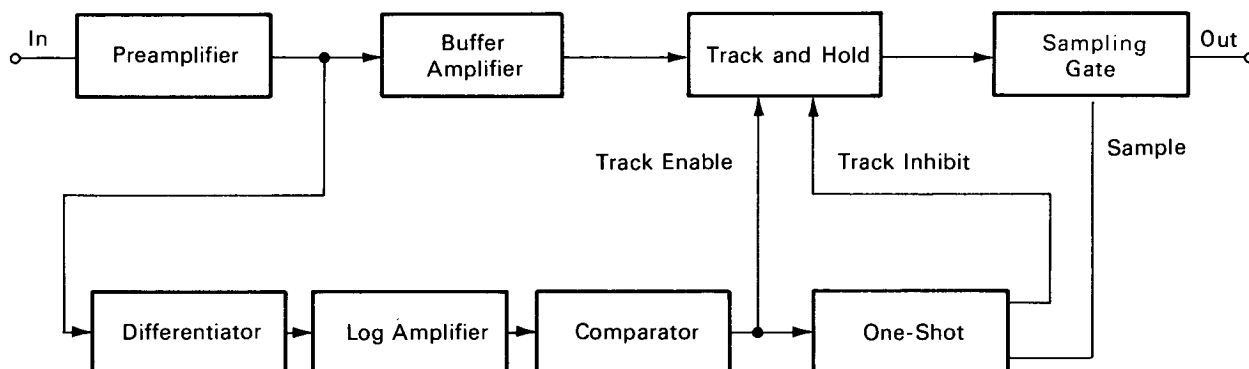 In
Preamplifier
Buffer
Amplifier
Track and Hold
Sampling
Gate
Out
Track Enable
Track Inhibit
Sample
Differentiator
Log Amplifier
Comparator
One-Shot